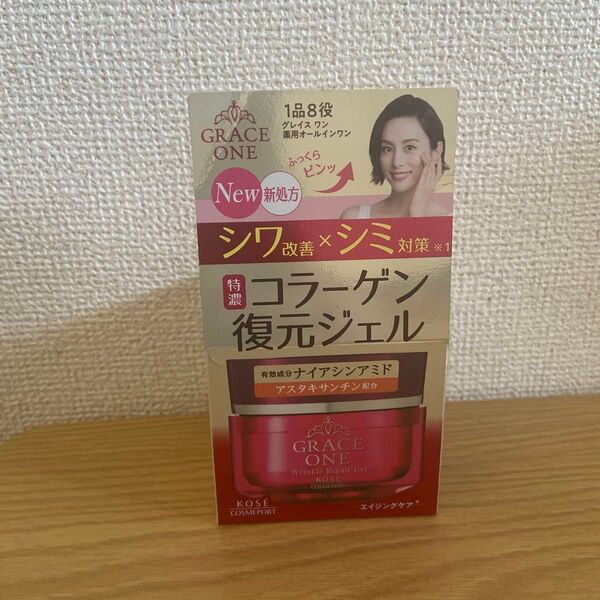 GRACE
ONE
1品8役
グレイス ワン
薬用オールインワン
ふっくら
ピンッ
New 新処方
シワ改善×シミ対策※1
特濃 コラーゲン
復元ジェル
有効成分 ナイアシンアミド
アスタキサンチン配合
GRACE
ONE
Wrinkle Repair Gel
KOSÉ
COSMEPORT
KOSÉ
COSMEPORT
エイジングケア*